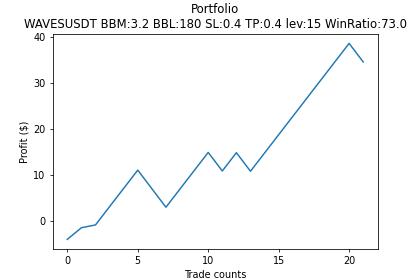 Portfolio
WAVESUSDT BBM:3.2 BBL:180 SL:0.4 TP:0.4 lev:15 WinRatio:73.0
40
30
20
10
0
Profit ($)
0 5 10 15 20
Trade counts